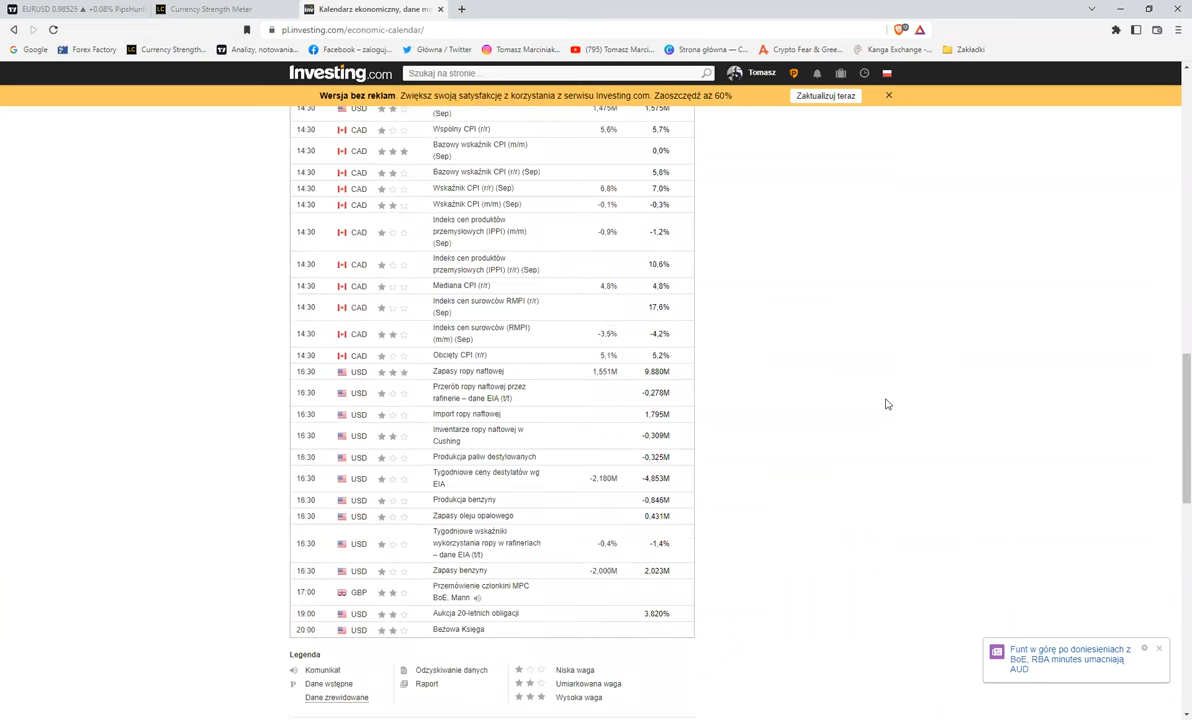 EURUSD 0.98525 ▲ +0.08% PipsHunt
Currency Strength Meter
Kalendarz ekonomiczny, dane m
pl.investing.com/economic-calendar/
Google
Forex Factory
Currency Strength...
Analizy, notowania...
Facebook – zaloguj...
Główna / Twitter
Tomasz Marciniak...
(795) Tomasz Marci...
Strona główna — C...
Crypto Fear & Gree...
Kanga Exchange -...
Zakładki
Investing.com
Szukaj na stronie...
Tomasz
Wersja bez reklam. Zwiększ swoją satysfakcję z korzystania z serwisu Investing.com. Zaoszczędź aż 60%
Zaktualizuj teraz
14:30 USD (Sep) 1,475M 1,575M
14:30 CAD Wspólny CPI (r/r) 5,6% 5,7%
14:30 CAD Bazowy wskaźnik CPI (m/m) 0,0%
(Sep)
14:30 CAD Bazowy wskaźnik CPI (r/r) (Sep) 5,8%
14:30 CAD Wskaźnik CPI (r/r) (Sep) 6,8% 7,0%
14:30 CAD Wskaźnik CPI (m/m) (Sep) -0,1% -0,3%
Indeks cen produktów
14:30 CAD przemysłowych (IPPI) (m/m) -0,9% -1,2%
(Sep)
14:30 CAD Indeks cen produktów 10,6%
przemysłowych (IPPI) (r/r) (Sep)
14:30 CAD Mediana CPI (r/r) 4,8% 4,8%
14:30 CAD Indeks cen surowców RMPI (r/r) 17,6%
(Sep)
14:30 CAD Indeks cen surowców (RMPI) -3,5% -4,2%
(m/m) (Sep)
14:30 CAD Obcięty CPI (r/r) 5,1% 5,2%
16:30 USD Zapasy ropy naftowej 1,551M 9,880M
16:30 USD Przerób ropy naftowej przez -0,278M
rafinerie – dane EIA (t/t)
16:30 USD Import ropy naftowej 1,795M
16:30 USD Inwentarze ropy naftowej w -0,309M
Cushing
16:30 USD Produkcja paliw destylowanych -0,325M
16:30 USD Tygodniowe ceny destylatów wg -2,180M -4,853M
EIA
16:30 USD Produkcja benzyny -0,846M
16:30 USD Zapasy oleju opałowego 0,431M
Tygodniowe wskaźniki
16:30 USD wykorzystania ropy w rafineriach -0,4% -1,4%
– dane EIA (t/t)
16:30 USD Zapasy benzyny -2,000M 2,023M
17:00 GBP Przemówienie członkini MPC
BoE, Mann
19:00 USD Aukcja 20-letnich obligacji 3,820%
20:00 USD Beżowa Księga
Legenda
Komunikat Odzyskiwanie danych Niska waga
Dane wstępne Raport Umiarkowana waga
Dane zrewidowane Wysoka waga
Funt w górę po doniesieniach z
BoE, RBA minutes umacniają
AUD